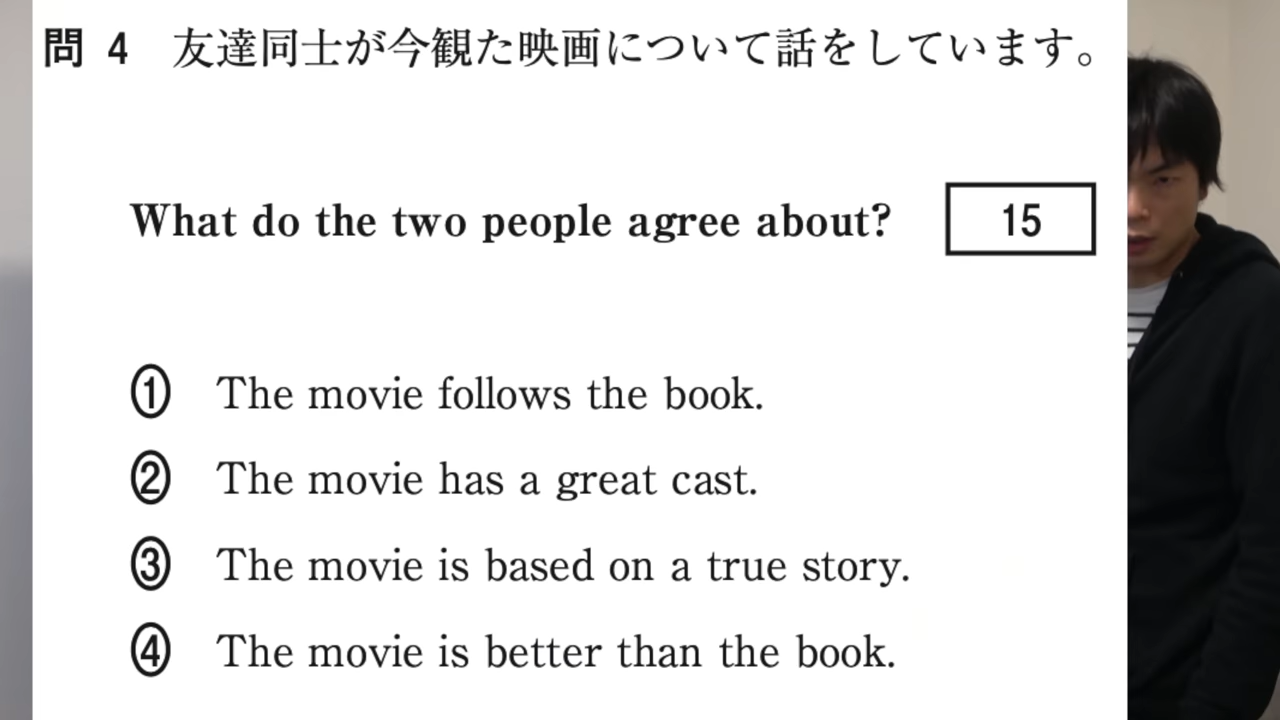 問 4 友達同士が今観た映画について話をしています。
What do the two people agree about? 15
① The movie follows the book.
② The movie has a great cast.
③ The movie is based on a true story.
④ The movie is better than the book.